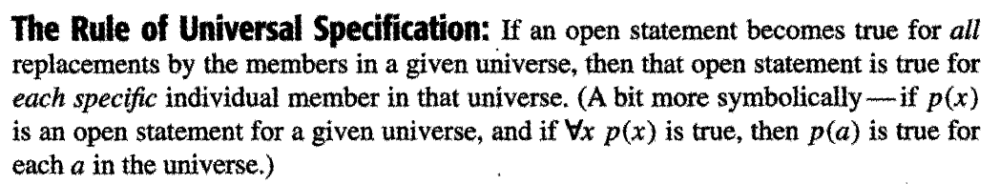 The Rule of Universal Specification: If an open statement becomes true for all
replacements by the members in a given universe, then that open statement is true for
each specific individual member in that universe. (A bit more symbolically—if p(x)
is an open statement for a given universe, and if ∀x p(x) is true, then p(a) is true for
each a in the universe.)